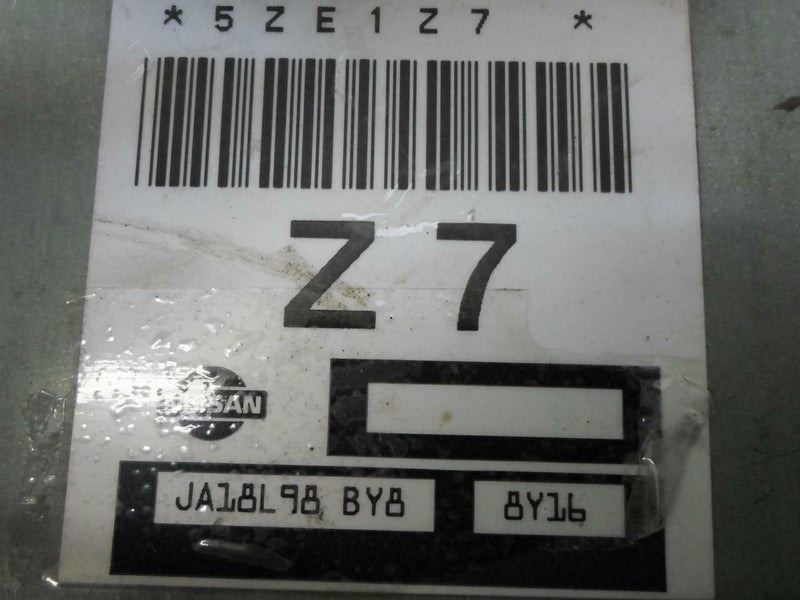 *5ZE1Z7 *
Z7
NISSAN
JA18L98 BY8
8Y16